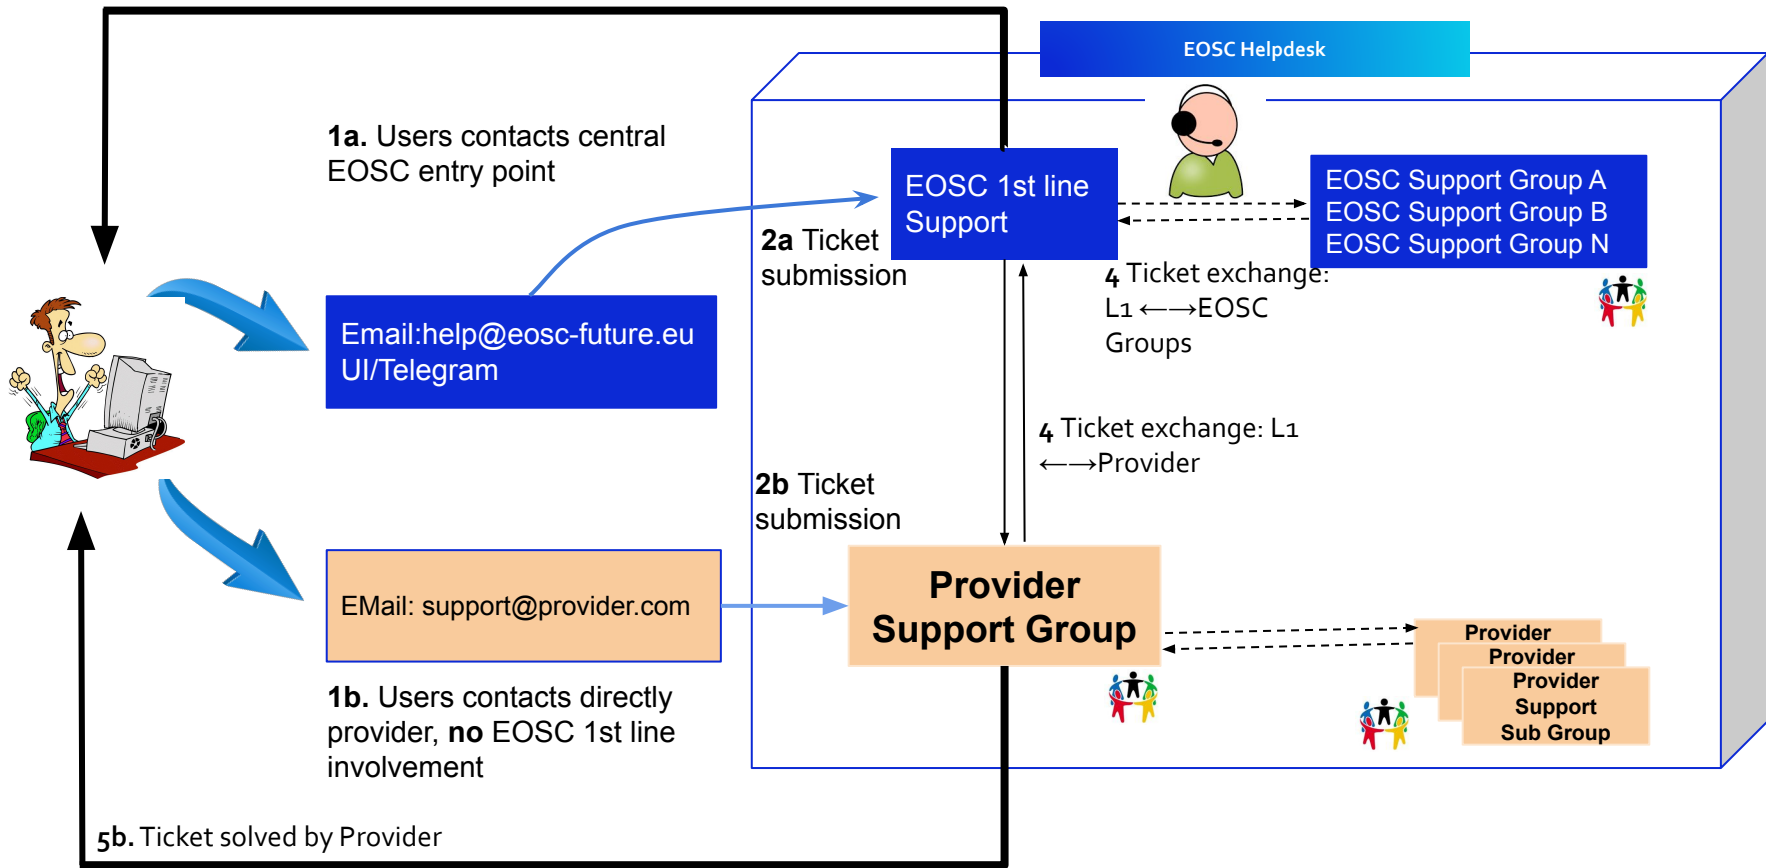 EOSC Helpdesk
1a. Users contacts central
EOSC entry point
EOSC 1st line
Support
EOSC Support Group A
EOSC Support Group B
EOSC Support Group N
2a Ticket
submission
4 Ticket exchange:
L1 ←→EOSC
Groups
Email:help@eosc-future.eu
UI/Telegram
4 Ticket exchange: L1
←→Provider
2b Ticket
submission
EMail: support@provider.com
Provider
Support Group
Provider
Provider
Provider
Support
Sub Group
1b. Users contacts directly
provider, no EOSC 1st line
involvement
5b. Ticket solved by Provider